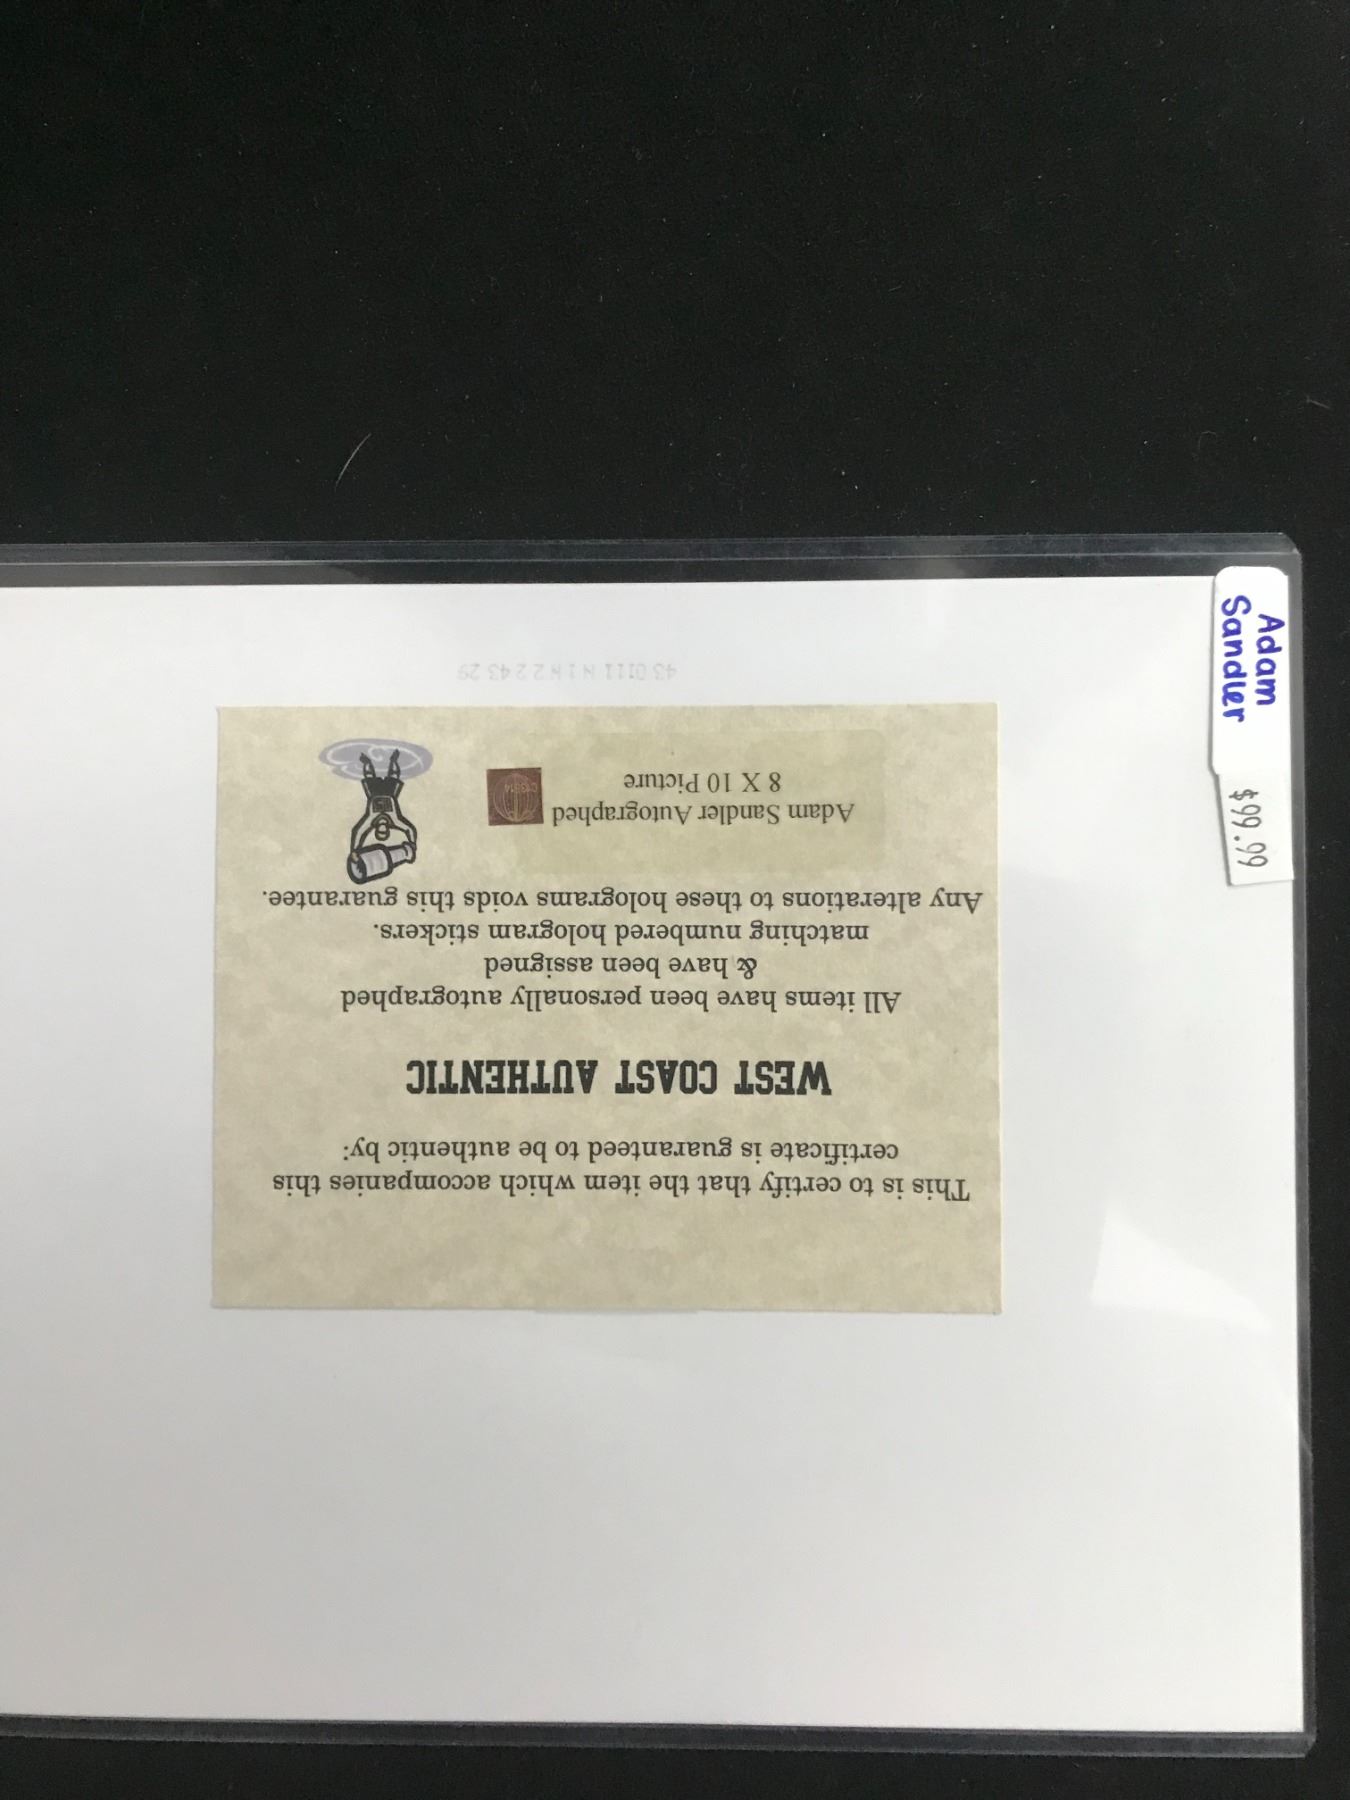 This is to certify that the item which accompanies this
certificate is guaranteed to be authentic by:
WEST COAST AUTHENTIC
All items have been personally autographed
& have been assigned
matching numbered hologram stickers.
Any alterations to these holograms voids this guarantee.
Adam Sandler Autographed
8 X 10 Picture
Adam
Sandler
$99.99